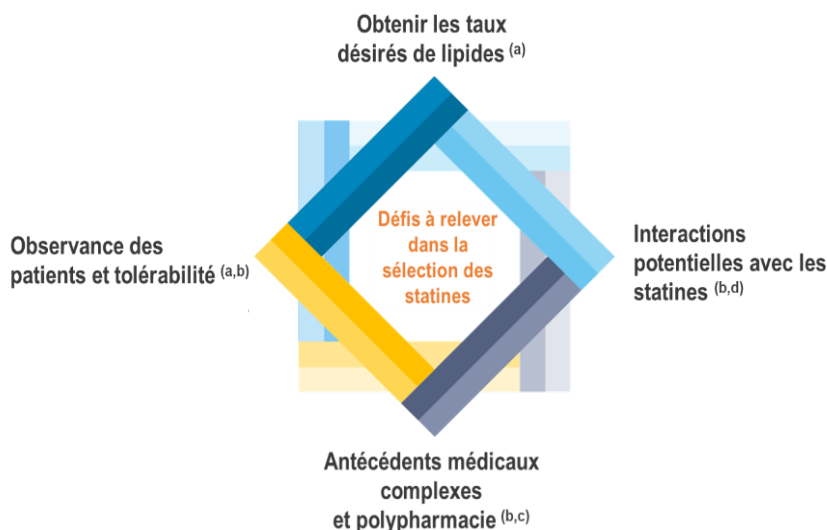 Obtenir les taux
désirés de lipides (a)
Défis à relever
dans la
sélection des
statines
Observance des
patients et tolérabilité (a,b)
Interactions
potentielles avec les
statines (b,d)
Antécédents médicaux
complexes
et polypharmacie (b,c)